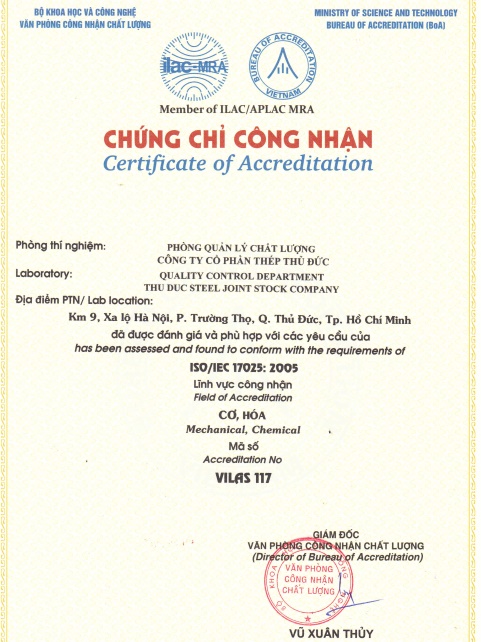 BỘ KHOA HỌC VÀ CÔNG NGHỆ
VĂN PHÒNG CÔNG NHẬN CHẤT LƯỢNG
MINISTRY OF SCIENCE AND TECHNOLOGY
BUREAU OF ACCREDITATION (BoA)
ilac-MRA
BUREAU OF ACCREDITATION
VIETNAM
Member of ILAC/APLAC MRA
CHỨNG CHỈ CÔNG NHẬN
Certificate of Accreditation
Phòng thí nghiệm:
PHÒNG QUẢN LÝ CHẤT LƯỢNG
CÔNG TY CỔ PHẦN THÉP THỦ ĐỨC
Laboratory:
QUALITY CONTROL DEPARTMENT
THU DUC STEEL JOINT STOCK COMPANY
Địa điểm PTN/ Lab location:
Km 9, Xa lộ Hà Nội, P. Trường Thọ, Q. Thủ Đức, Tp. Hồ Chí Minh
đã được đánh giá và phù hợp với các yêu cầu của
has been assessed and found to conform with the requirements of
ISO/IEC 17025: 2005
Lĩnh vực công nhận
Field of Accreditation
CƠ, HÓA
Mechanical, Chemical
Mã số
Accreditation No
VILAS 117
GIÁM ĐỐC
VĂN PHÒNG CÔNG NHẬN CHẤT LƯỢNG
(Director of Bureau of Accreditation)
VĂN PHÒNG
CÔNG NHẬN
CHẤT LƯỢNG
VŨ XUÂN THỦY